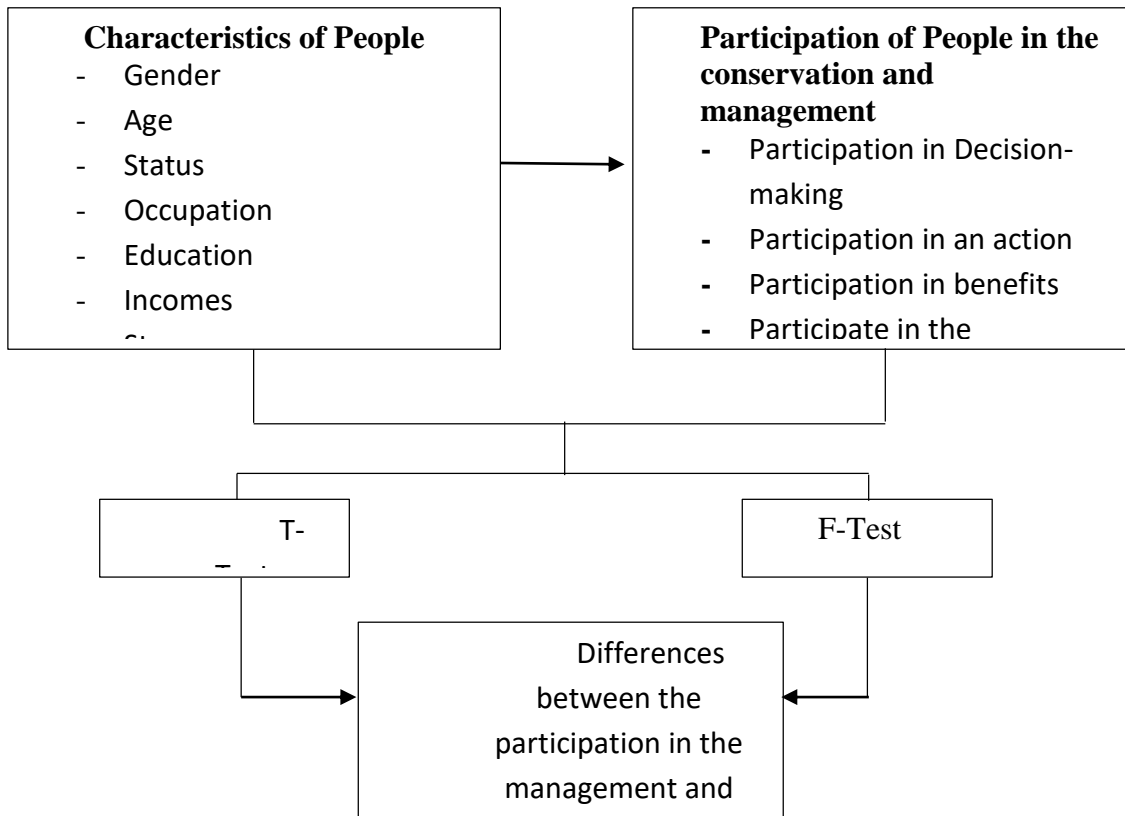 Characteristics of People
- Gender
- Age
- Status
- Occupation
- Education
- Incomes
Participation of People in the
conservation and
management
- Participation in Decision-
making
- Participation in an action
- Participation in benefits
- Participate in the
T-
F-Test
Differences
between the
participation in the
management and